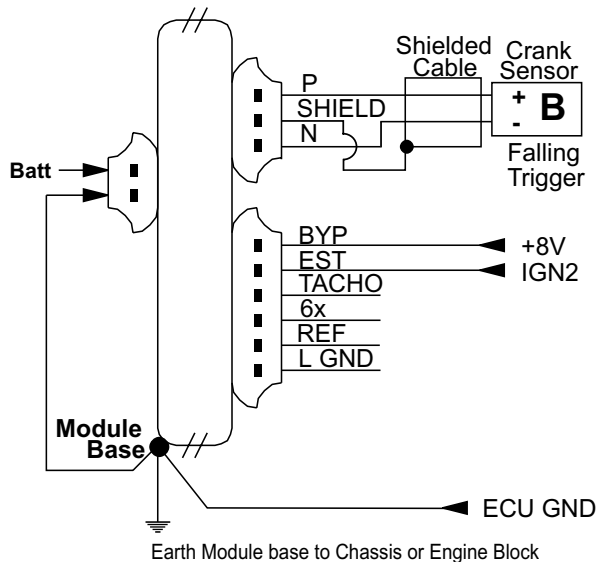 Shielded
Cable
Crank
Sensor
P
SHIELD
N
+
-
B
Falling
Trigger
Batt
BYP
EST
TACHO
6x
REF
L GND
+8V
IGN2
Module
Base
ECU GND
Earth Module base to Chassis or Engine Block